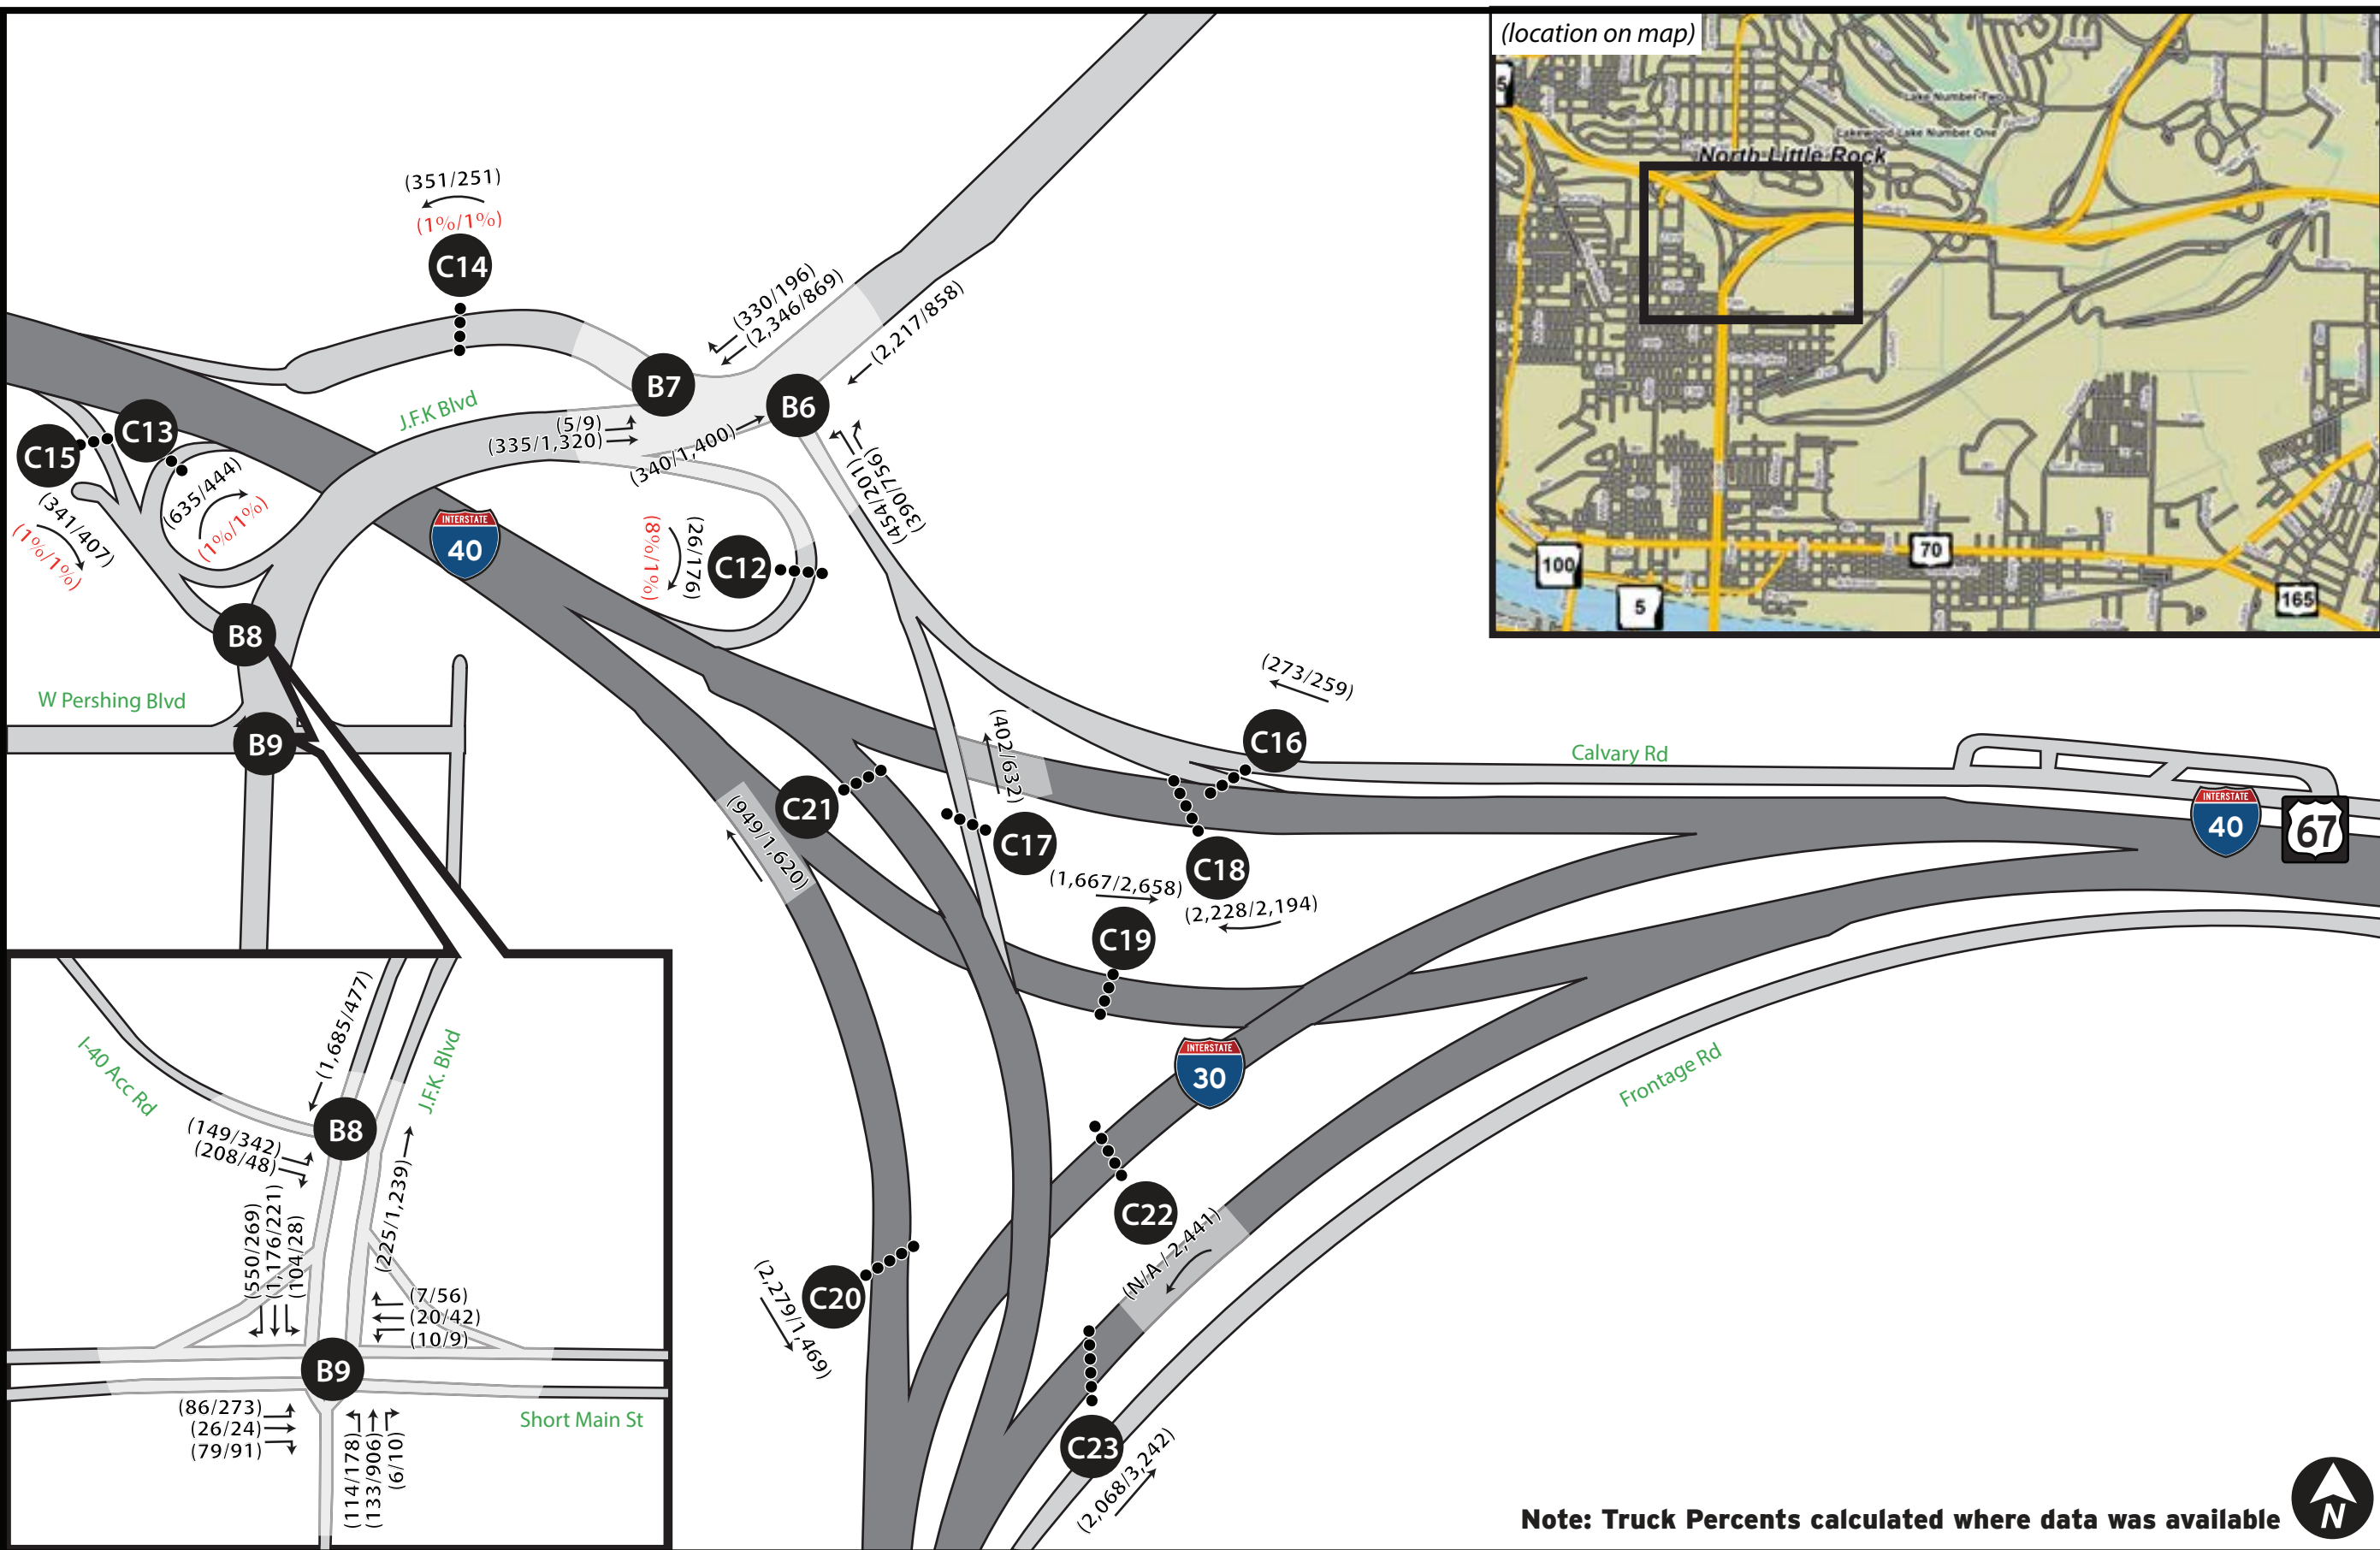 (location on map)
5
Lake Number Two
Lakewood Lake Number One
North Little Rock
100
5
70
165
(351/251)
(1%/1%)
C14
(330/196)
(2,346/869)
(2,217/858)
B7
B6
J.F.K Blvd
(5/9)
(335/1,320)
(340/1,400)
(454/201)
(390/756)
C15
C13
(635/444)
(1%/1%)
(341/407)
(1%/1%)
INTERSTATE
40
(8%/1%)
(26/176)
C12
B8
W Pershing Blvd
B9
(273/259)
C16
Calvary Rd
(402/632)
C21
(949/1,620)
C17
C18
(1,667/2,658)
(2,228/2,194)
C19
INTERSTATE
40
67
INTERSTATE
30
Frontage Rd
C22
(N/A / 2,441)
C20
(2,279/1,469)
C23
(2,068/3,242)
I-40 Acc Rd
(1,685/477)
J.F.K. Blvd
B8
(149/342)
(208/48)
(550/269)
(1,176/221)
(104/28)
(225/1,239)
(7/56)
(20/42)
(10/9)
B9
(86/273)
(26/24)
(79/91)
(114/178)
(133/906)
(6/10)
Short Main St
Note: Truck Percents calculated where data was available
N